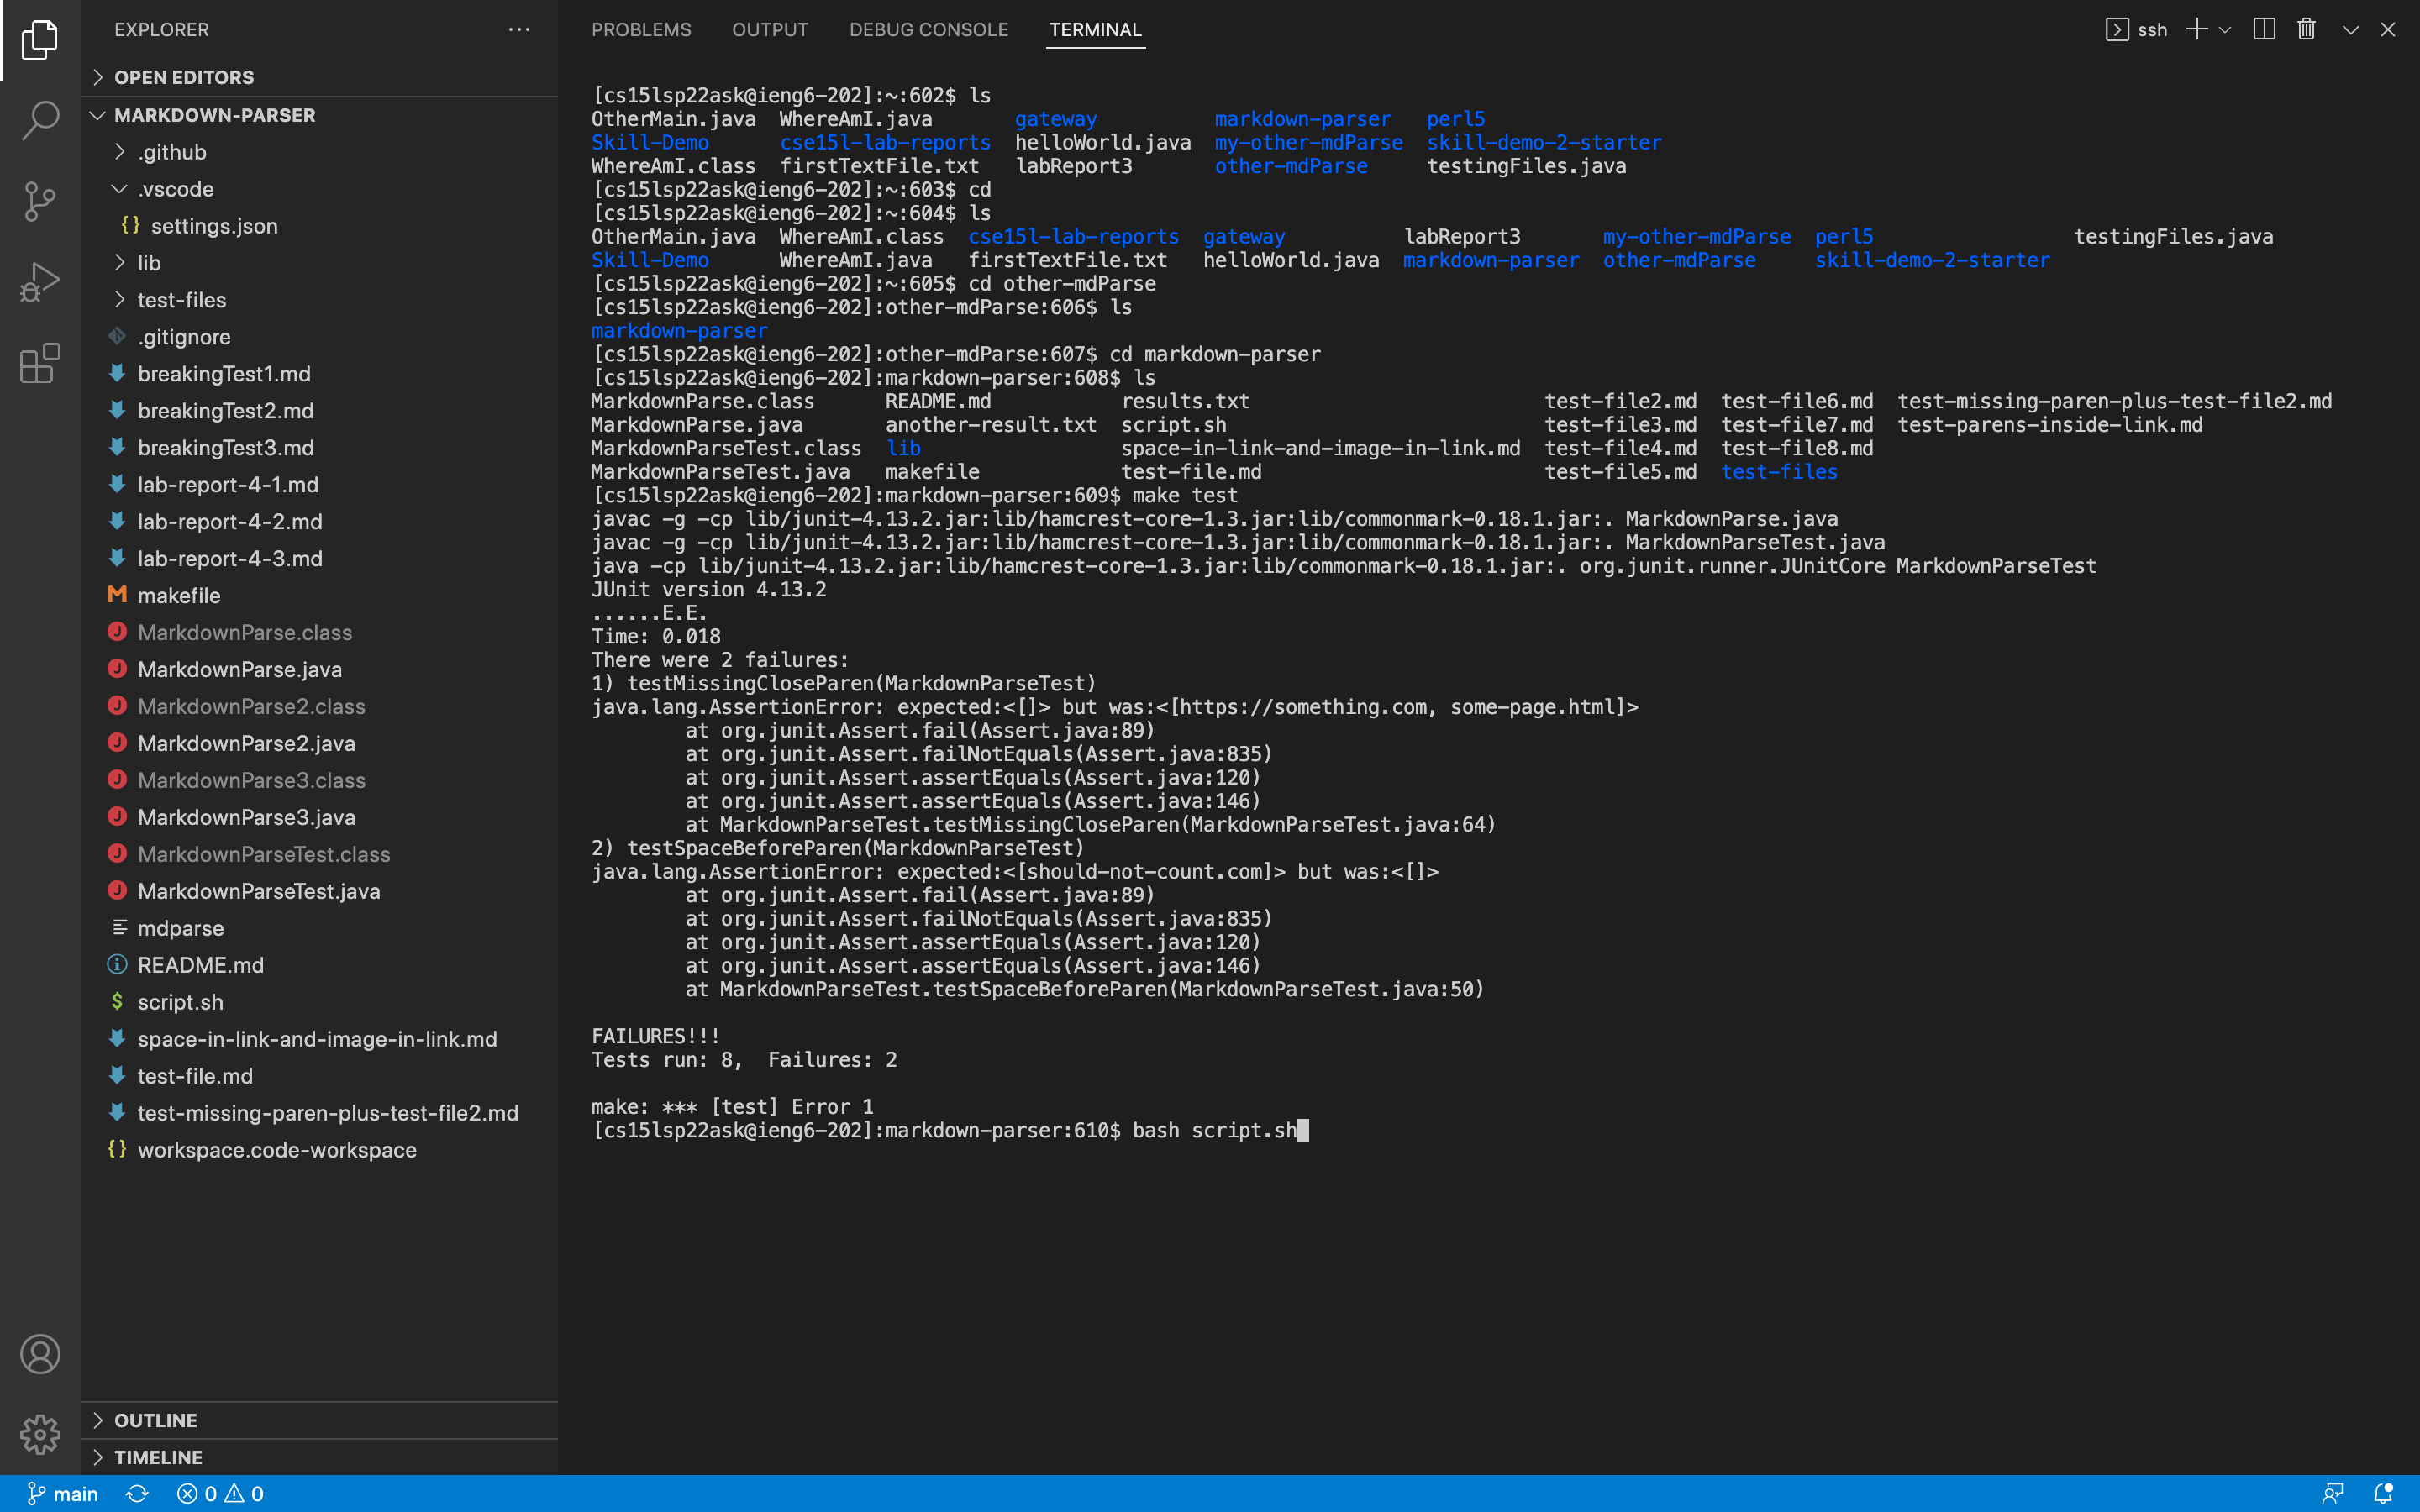 EXPLORER
OPEN EDITORS
MARKDOWN-PARSER
.github
.vscode
{} settings.json
lib
test-files
.gitignore
breakingTest1.md
breakingTest2.md
breakingTest3.md
lab-report-4-1.md
lab-report-4-2.md
lab-report-4-3.md
M makefile
J MarkdownParse.class
J MarkdownParse.java
J MarkdownParse2.class
J MarkdownParse2.java
J MarkdownParse3.class
J MarkdownParse3.java
J MarkdownParseTest.class
J MarkdownParseTest.java
mdparse
README.md
$ script.sh
space-in-link-and-image-in-link.md
test-file.md
test-missing-paren-plus-test-file2.md
{} workspace.code-workspace
OUTLINE
TIMELINE
PROBLEMS OUTPUT DEBUG CONSOLE TERMINAL ssh
[cs15lsp22ask@ieng6-202]:~:602$ ls
OtherMain.java WhereAmI.java gateway markdown-parser perl5
Skill-Demo cse15l-lab-reports helloWorld.java my-other-mdParse skill-demo-2-starter
WhereAmI.class firstTextFile.txt labReport3 other-mdParse testingFiles.java
[cs15lsp22ask@ieng6-202]:~:603$ cd
[cs15lsp22ask@ieng6-202]:~:604$ ls
OtherMain.java WhereAmI.class cse15l-lab-reports gateway labReport3 my-other-mdParse perl5 testingFiles.java
Skill-Demo WhereAmI.java firstTextFile.txt helloWorld.java markdown-parser other-mdParse skill-demo-2-starter
[cs15lsp22ask@ieng6-202]:~:605$ cd other-mdParse
[cs15lsp22ask@ieng6-202]:other-mdParse:606$ ls
markdown-parser
[cs15lsp22ask@ieng6-202]:other-mdParse:607$ cd markdown-parser
[cs15lsp22ask@ieng6-202]:markdown-parser:608$ ls
MarkdownParse.class README.md results.txt test-file2.md test-file6.md test-missing-paren-plus-test-file2.md
MarkdownParse.java another-result.txt script.sh test-file3.md test-file7.md test-parens-inside-link.md
MarkdownParseTest.class lib space-in-link-and-image-in-link.md test-file4.md test-file8.md
MarkdownParseTest.java makefile test-file.md test-file5.md test-files
[cs15lsp22ask@ieng6-202]:markdown-parser:609$ make test
javac -g -cp lib/junit-4.13.2.jar:lib/hamcrest-core-1.3.jar:lib/commonmark-0.18.1.jar:. MarkdownParse.java
javac -g -cp lib/junit-4.13.2.jar:lib/hamcrest-core-1.3.jar:lib/commonmark-0.18.1.jar:. MarkdownParseTest.java
java -cp lib/junit-4.13.2.jar:lib/hamcrest-core-1.3.jar:lib/commonmark-0.18.1.jar:. org.junit.runner.JUnitCore MarkdownParseTest
JUnit version 4.13.2
......E.E.
Time: 0.018
There were 2 failures:
1) testMissingCloseParen(MarkdownParseTest)
java.lang.AssertionError: expected:<[]> but was:<[https://something.com, some-page.html]>
at org.junit.Assert.fail(Assert.java:89)
at org.junit.Assert.failNotEquals(Assert.java:835)
at org.junit.Assert.assertEquals(Assert.java:120)
at org.junit.Assert.assertEquals(Assert.java:146)
at MarkdownParseTest.testMissingCloseParen(MarkdownParseTest.java:64)
2) testSpaceBeforeParen(MarkdownParseTest)
java.lang.AssertionError: expected:<[should-not-count.com]> but was:<[]>
at org.junit.Assert.fail(Assert.java:89)
at org.junit.Assert.failNotEquals(Assert.java:835)
at org.junit.Assert.assertEquals(Assert.java:120)
at org.junit.Assert.assertEquals(Assert.java:146)
at MarkdownParseTest.testSpaceBeforeParen(MarkdownParseTest.java:50)
FAILURES!!!
Tests run: 8,  Failures: 2
make: *** [test] Error 1
[cs15lsp22ask@ieng6-202]:markdown-parser:610$ bash script.sh
main 0 0